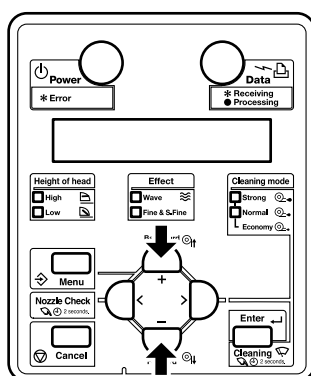 Power
Data
* Error
* Receiving
● Processing
Height of head
High
Low
Effect
Wave
Fine & S.Fine
Cleaning mode
Strong
Normal
Economy
Menu
+
< >
−
Nozzle Check
2 seconds.
Cancel
Enter
Cleaning
2 seconds.